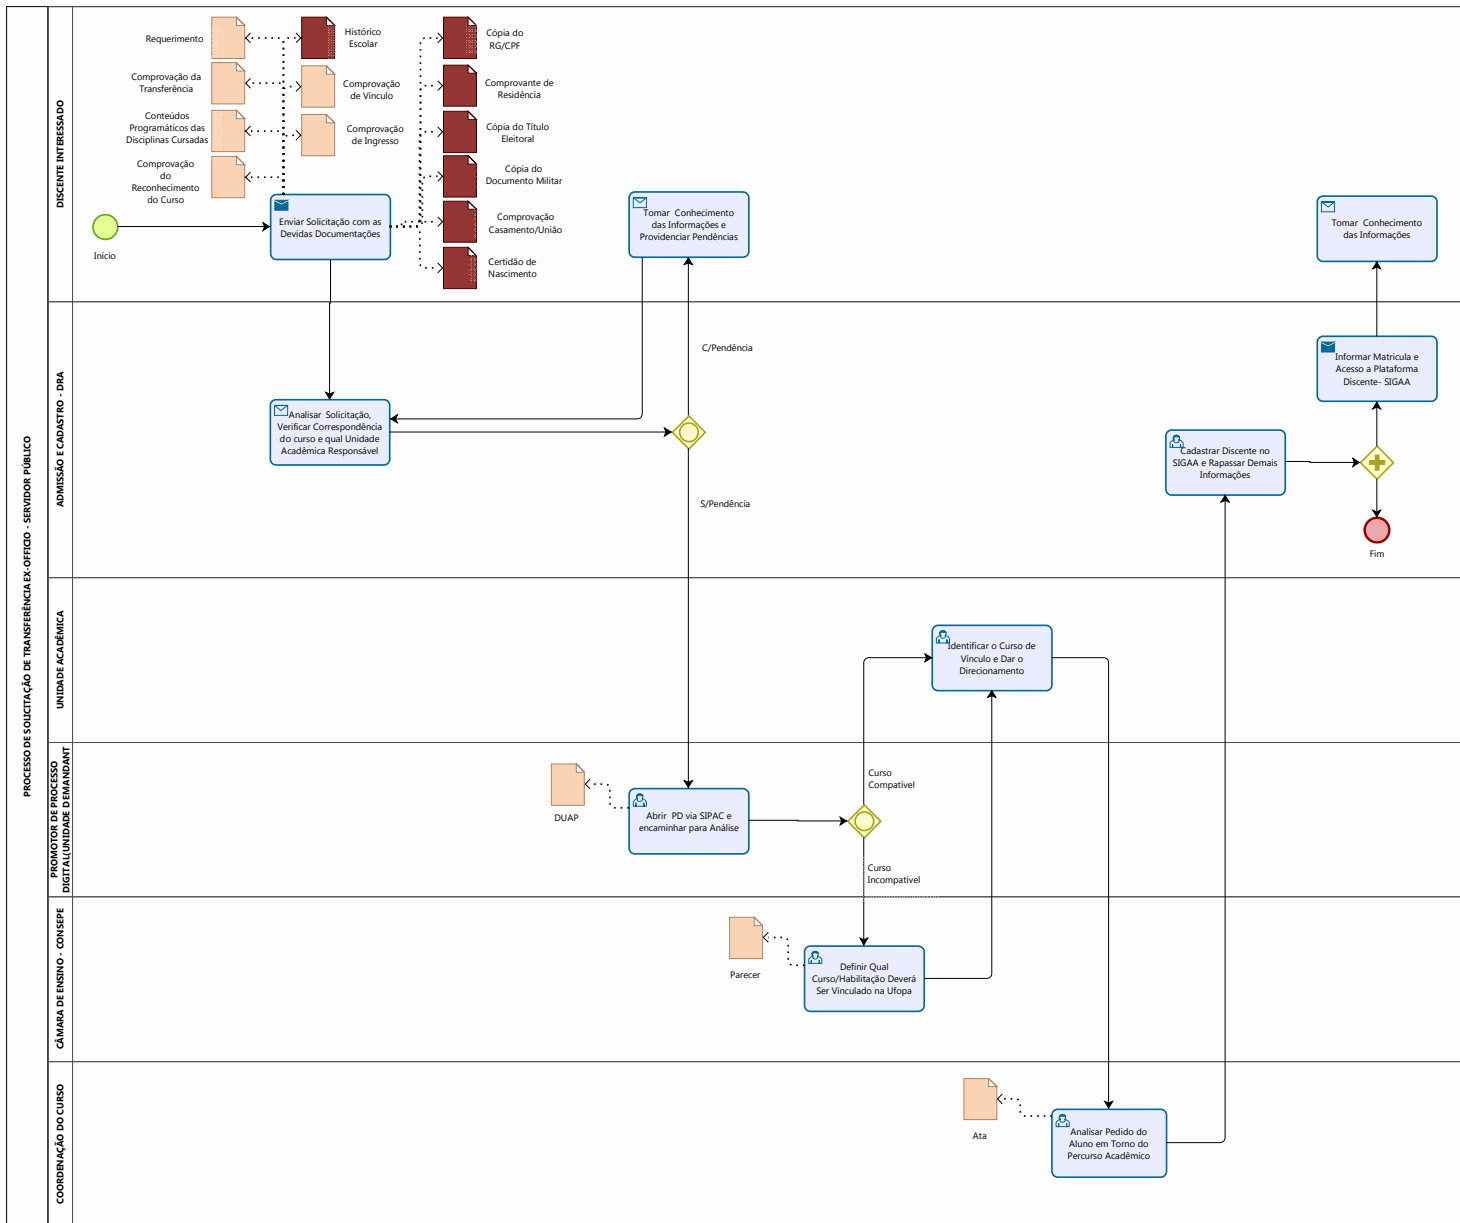 PROCESSO DE SOLICITAÇÃO DE TRANSFERÊNCIA EX-OFFICIO - SERVIDOR PÚBLICO
DISCENTE INTERESSADO
Requerimento
Histórico
Escolar
Cópia do
RG/CPF
Comprovação da
Transferência
Comprovação
de Vínculo
Comprovante de
Residência
Conteúdos
Programáticos das
Disciplinas Cursadas
Comprovação
de Ingresso
Cópia do Título
Eleitoral
Comprovação
do
Reconhecimento
do Curso
Cópia do
Documento Militar
Comprovação
Casamento/União
Certidão de
Nascimento
Início
Enviar Solicitação com as
Devidas Documentações
Tomar Conhecimento
das Informações e
Providenciar Pendências
Tomar Conhecimento
das Informações
ADMISSÃO E CADASTRO - DRA
C/Pendência
Analisar Solicitação,
Verificar Correspondência
do curso e qual Unidade
Acadêmica Responsável
S/Pendência
Informar Matricula e
Acesso a Plataforma
Discente- SIGAA
Cadastrar Discente no
SIGAA e Rapassar Demais
Informações
Fim
UNIDADE ACADÊMICA
Identificar o Curso de
Vínculo e Dar o
Direcionamento
PROMOTOR DE PROCESSO
DIGITAL(UNIDADE DEMANDANT
DUAP
Abrir PD via SIPAC e
encaminhar para Análise
Curso
Compatível
Curso
Incompatível
CÂMARA DE ENSINO - CONSEPE
Parecer
Definir Qual
Curso/Habilitação Deverá
Ser Vinculado na Ufopa
COORDENAÇÃO DO CURSO
Ata
Analisar Pedido do
Aluno em Torno do
Percurso Acadêmico